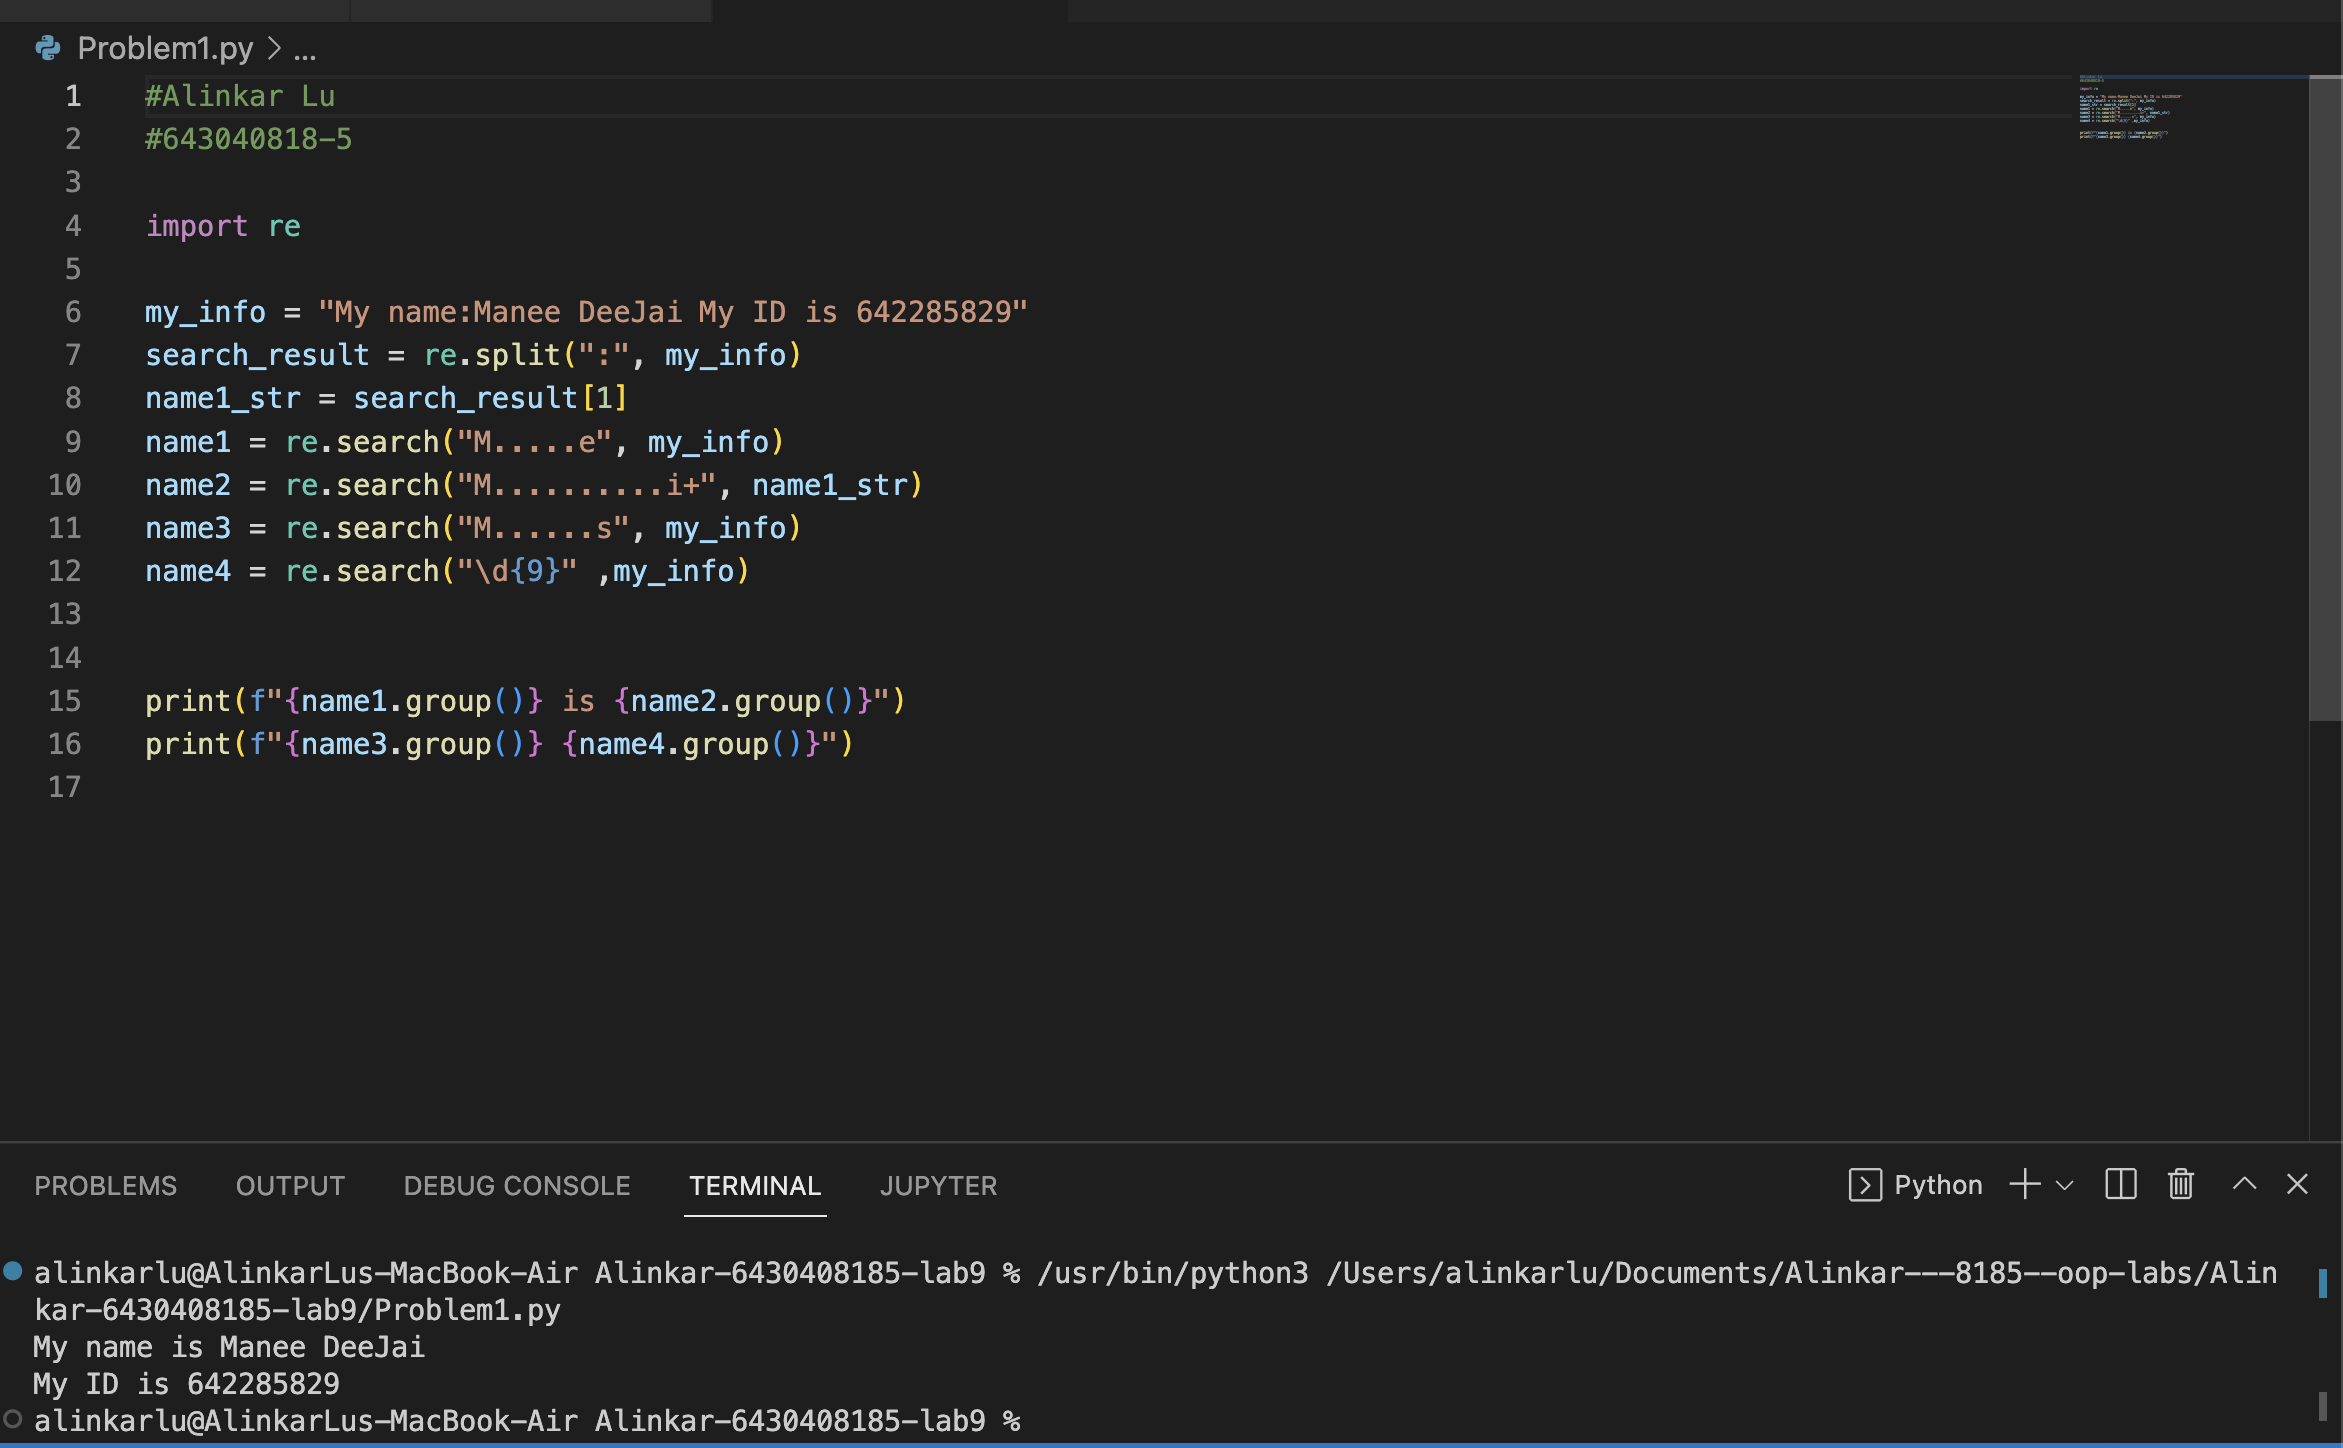 Problem1.py > ...
1 #Alinkar Lu
2 #643040818-5
3
4 import re
5
6 my_info = "My name:Manee DeeJai My ID is 642285829"
7 search_result = re.split(":", my_info)
8 name1_str = search_result[1]
9 name1 = re.search("M.....e", my_info)
10 name2 = re.search("M..........i+", name1_str)
11 name3 = re.search("M......s", my_info)
12 name4 = re.search("\d{9}" ,my_info)
13
14
15 print(f"{name1.group()} is {name2.group()}")
16 print(f"{name3.group()} {name4.group()}")
17
PROBLEMS OUTPUT DEBUG CONSOLE TERMINAL JUPYTER Python
alinkarlu@AlinkarLus-MacBook-Air Alinkar-6430408185-lab9 % /usr/bin/python3 /Users/alinkarlu/Documents/Alinkar---8185--oop-labs/Alin
kar-6430408185-lab9/Problem1.py
My name is Manee DeeJai
My ID is 642285829
alinkarlu@AlinkarLus-MacBook-Air Alinkar-6430408185-lab9 %